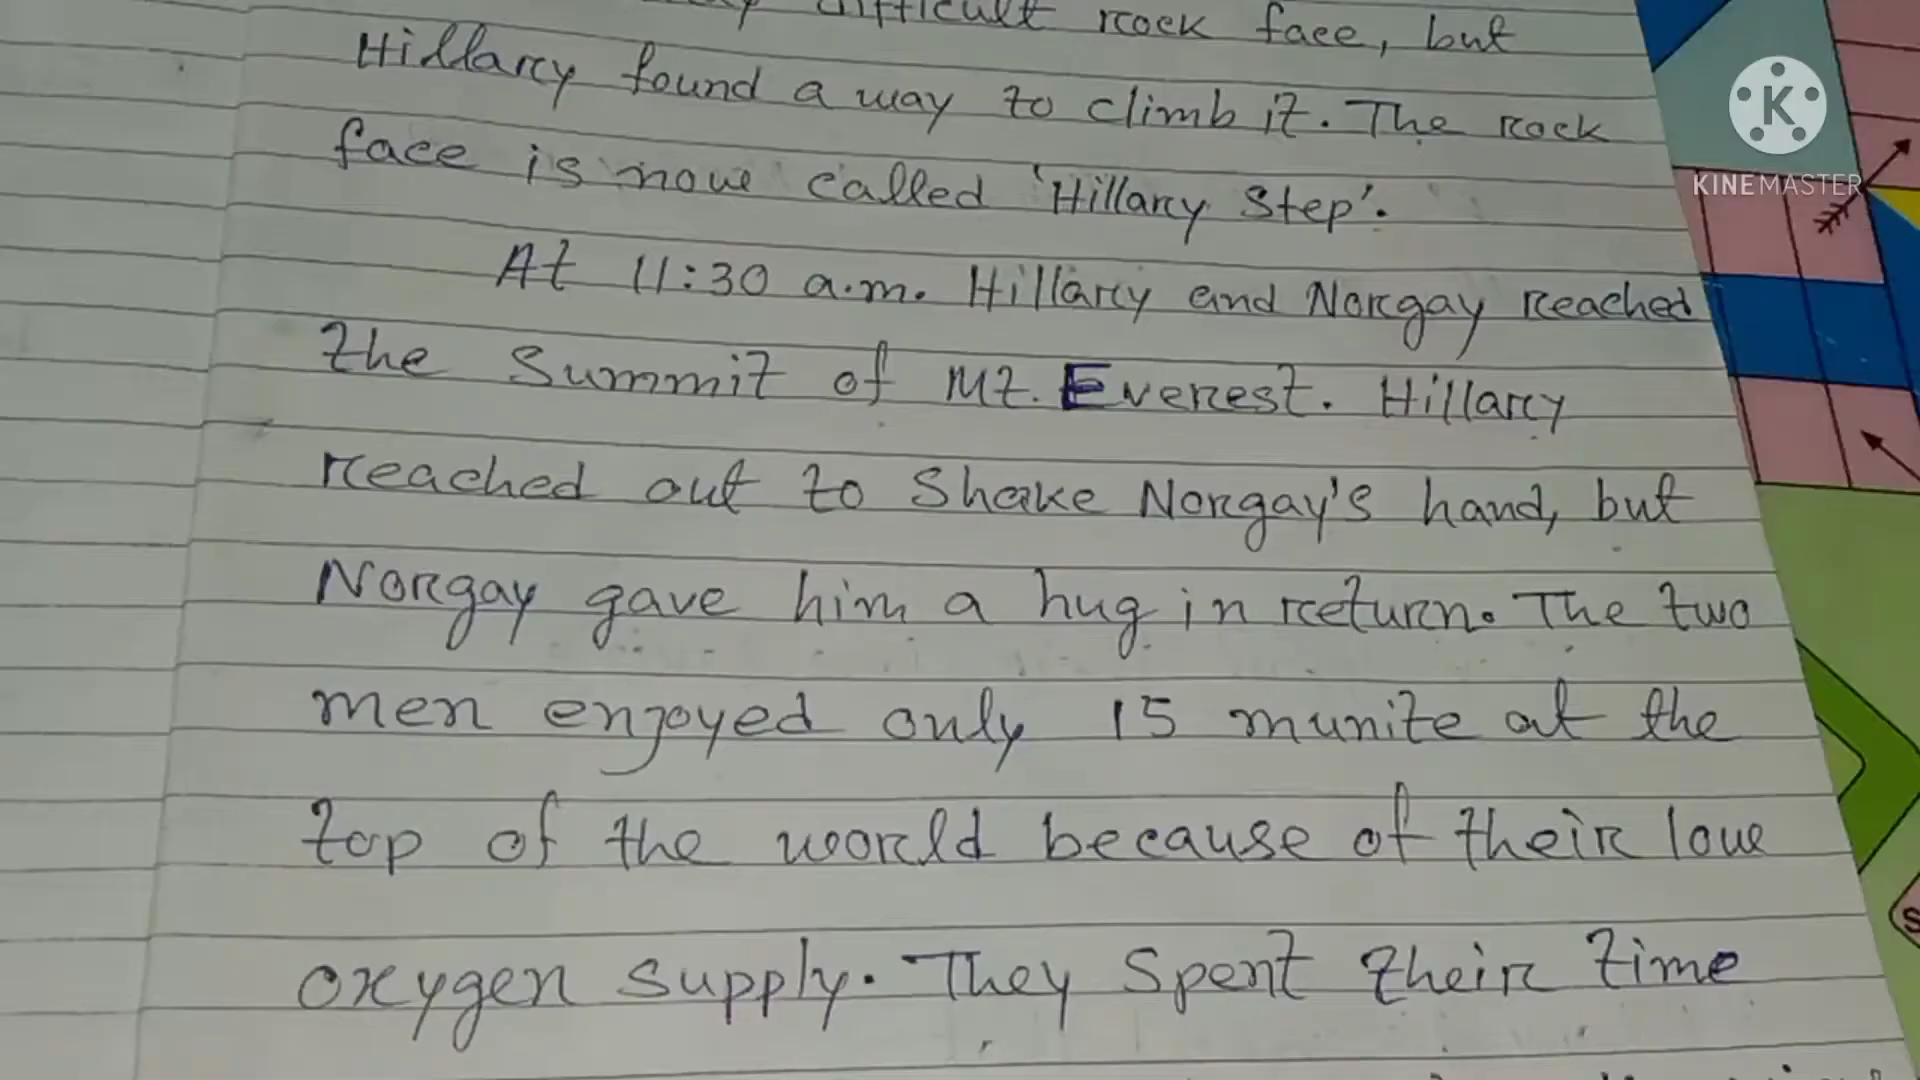 difficult rock face, but
Hillary found a way to climb it. The rock
face is now called 'Hillary Step'.
At 11:30 a.m. Hillary and Norgay reached
the Summit of Mt. Everest. Hillary
reached out to Shake Norgay's hand, but
Norgay gave him a hug in return. The two
men enjoyed only 15 munite at the
top of the world because of their low
oxygen supply. They Spent their time
K
KINEMASTER
S